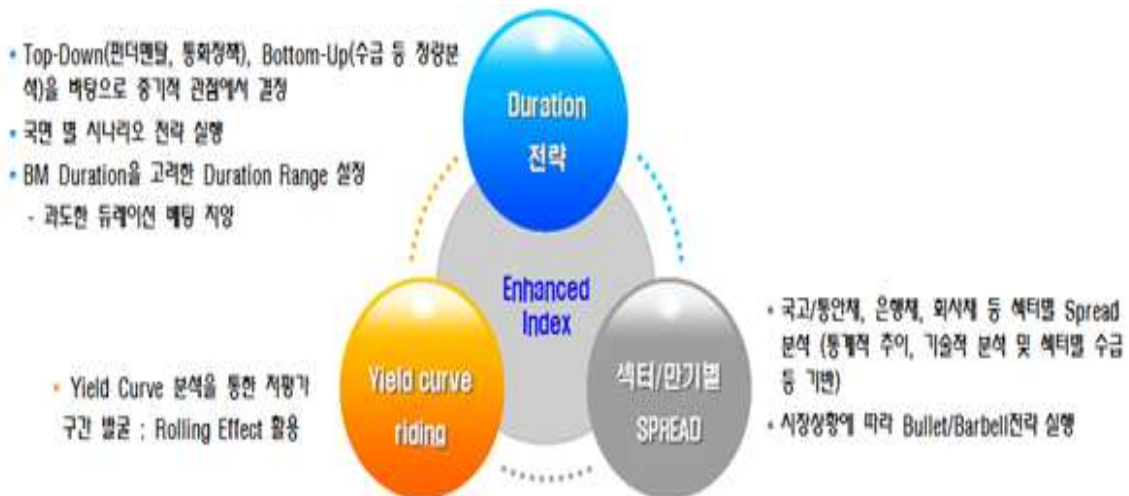 • Top-Down(펀더멘탈, 통화정책), Bottom-Up(수급 등 정량분
석)을 바탕으로 중기적 관점에서 결정
• 국면 별 시나리오 전략 실행
• BM Duration을 고려한 Duration Range 설정
- 과도한 듀레이션 베팅 지양
Duration
전략
Enhanced
Index
Yield curve
riding
섹터/만기별
SPREAD
• Yield Curve 분석을 통한 저평가
구간 발굴 : Rolling Effect 활용
• 국고/통안채, 은행채, 회사채 등 섹터별 Spread
분석 (통계적 추이, 기술적 분석 및 섹터별 수급
등 기반)
• 시장상황에 따라 Bullet/Barbell전략 실행